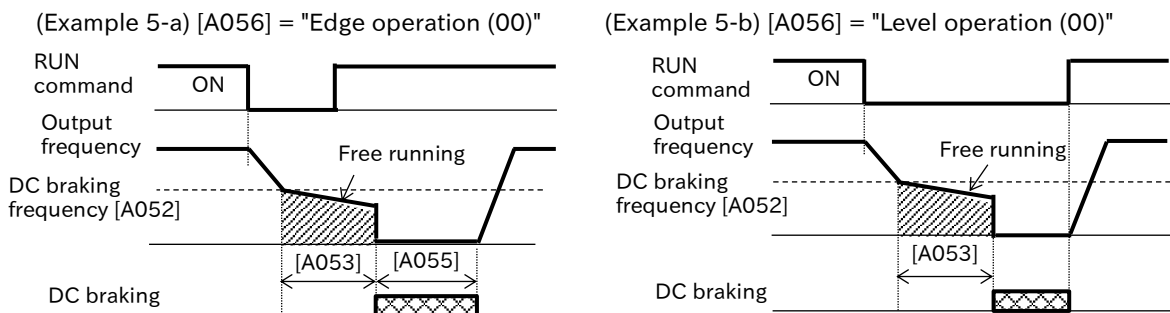 (Example 5-a) [A056] = "Edge operation (00)"
RUN
command
ON
Output
frequency
Free running
DC braking
frequency [A052]
[A053]
[A055]
DC braking
(Example 5-b) [A056] = "Level operation (00)"
RUN
command
ON
Output
frequency
Free running
DC braking
frequency [A052]
[A053]
DC braking